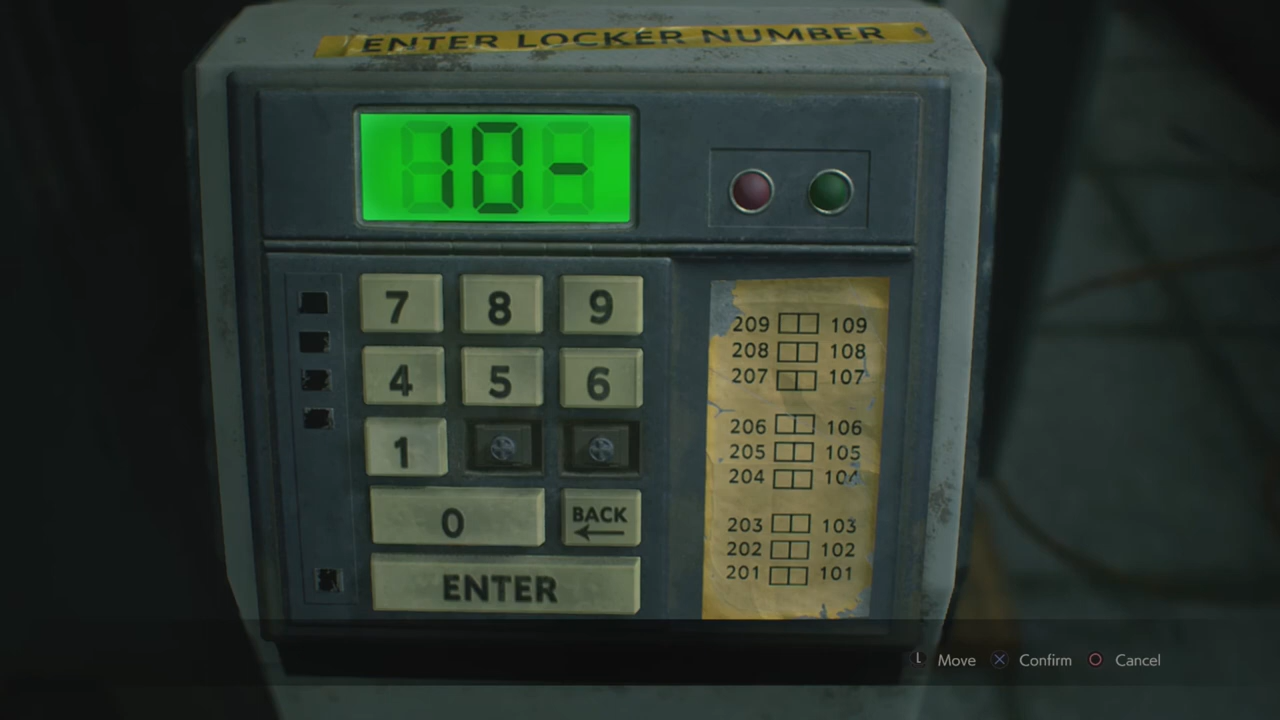 ENTER LOCKER NUMBER
10-
7 8 9
4 5 6
1
0 BACK
ENTER
209 109
208 108
207 107
206 106
205 105
204 104
203 103
202 102
201 101
L Move Confirm Cancel